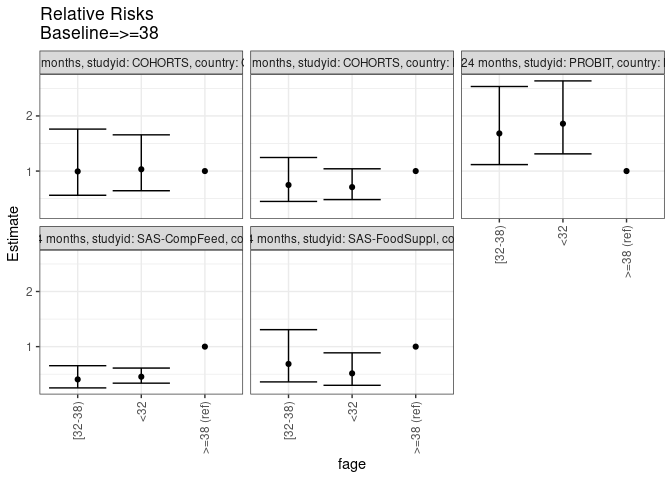 Relative Risks
Baseline=>=38
months, studyid: COHORTS, country:
months, studyid: COHORTS, country:
24 months, studyid: PROBIT, country:
2
1
Estimate
[32-38)
<32
>=38 (ref)
months, studyid: SAS-CompFeed, co
months, studyid: SAS-FoodSuppl, co
2
1
[32-38)
<32
>=38 (ref)
[32-38)
<32
>=38 (ref)
fage